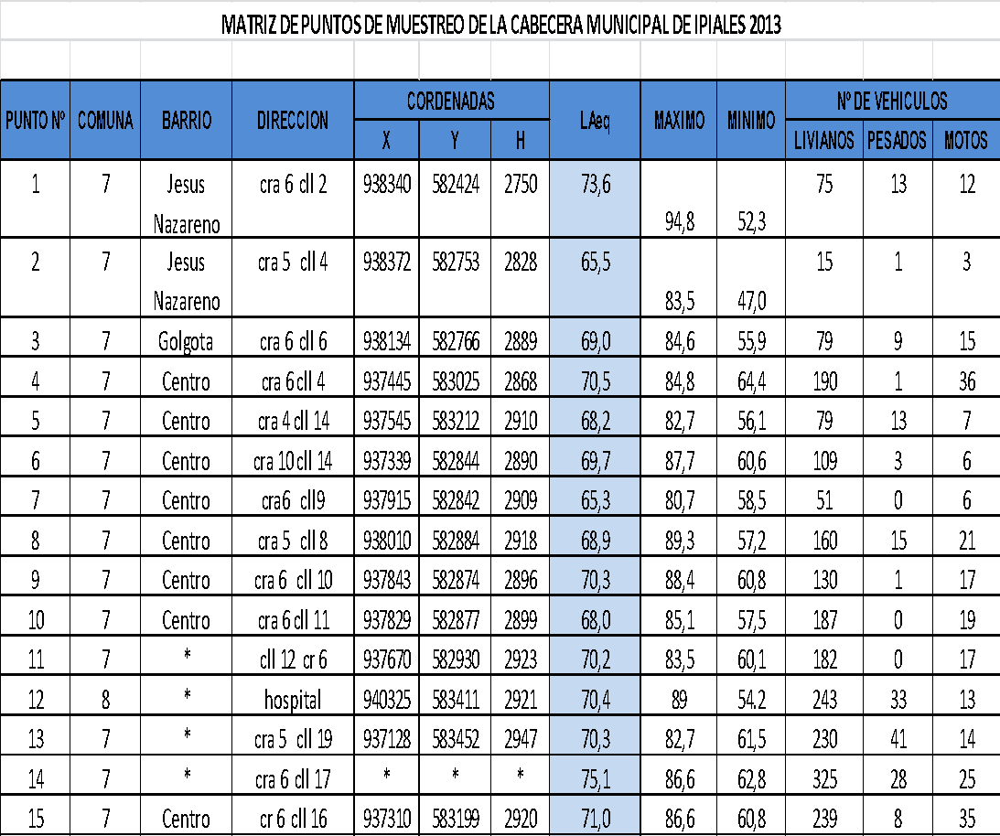 MATRIZ DE PUNTOS DE MUESTREO DE LA CABECERA MUNICIPAL DE IPIALES 2013
PUNTO Nº COMUNA BARRIO DIRECCION CORDENADAS LAeq MAXIMO MINIMO Nº DE VEHICULOS
X Y H LIVIANOS PESADOS MOTOS
1 7 Jesus cra 6 cll 2 938340 582424 2750 73,6 75 13 12
Nazareno 94,8 52,3
2 7 Jesus cra 5 cll 4 938372 582753 2828 65,5 15 1 3
Nazareno 83,5 47,0
3 7 Golgota cra 6 cll 6 938134 582766 2889 69,0 84,6 55,9 79 9 15
4 7 Centro cra 6 cll 4 937445 583025 2868 70,5 84,8 64,4 190 1 36
5 7 Centro cra 4 cll 14 937545 583212 2910 68,2 82,7 56,1 79 13 7
6 7 Centro cra 10 cll 14 937339 582844 2890 69,7 87,7 60,6 109 3 6
7 7 Centro cra6 cll9 937915 582842 2909 65,3 80,7 58,5 51 0 6
8 7 Centro cra 5 cll 8 938010 582884 2918 68,9 89,3 57,2 160 15 21
9 7 Centro cra 6 cll 10 937843 582874 2896 70,3 88,4 60,8 130 1 17
10 7 Centro cra 6 cll 11 937829 582877 2899 68,0 85,1 57,5 187 0 19
11 7 * cll 12 cr 6 937670 582930 2923 70,2 83,5 60,1 182 0 17
12 8 * hospital 940325 583411 2921 70,4 89 54.2 243 33 13
13 7 * cra 5 cll 19 937128 583452 2947 70,3 82,7 61,5 230 41 14
14 7 * cra 6 cll 17 * * * 75,1 86,6 62,8 325 28 25
15 7 Centro cr 6 cll 16 937310 583199 2920 71,0 86,6 60,8 239 8 35